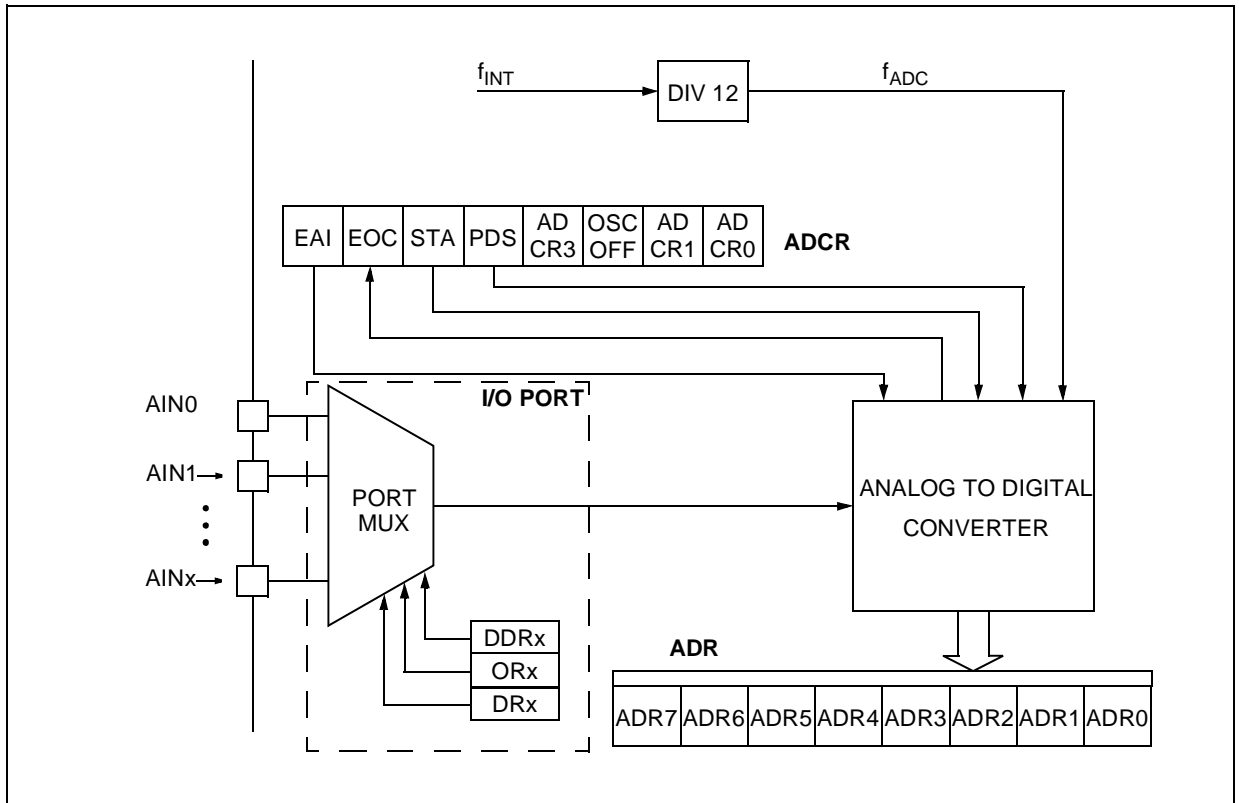 fINT
DIV 12
fADC
EAI EOC STA PDS AD CR3 OSC OFF AD CR1 AD CR0
ADCR
I/O PORT
AIN0
AIN1
AINx
PORT
MUX
ANALOG TO DIGITAL
CONVERTER
DDRx
ORx
DRx
ADR
ADR7 ADR6 ADR5 ADR4 ADR3 ADR2 ADR1 ADR0